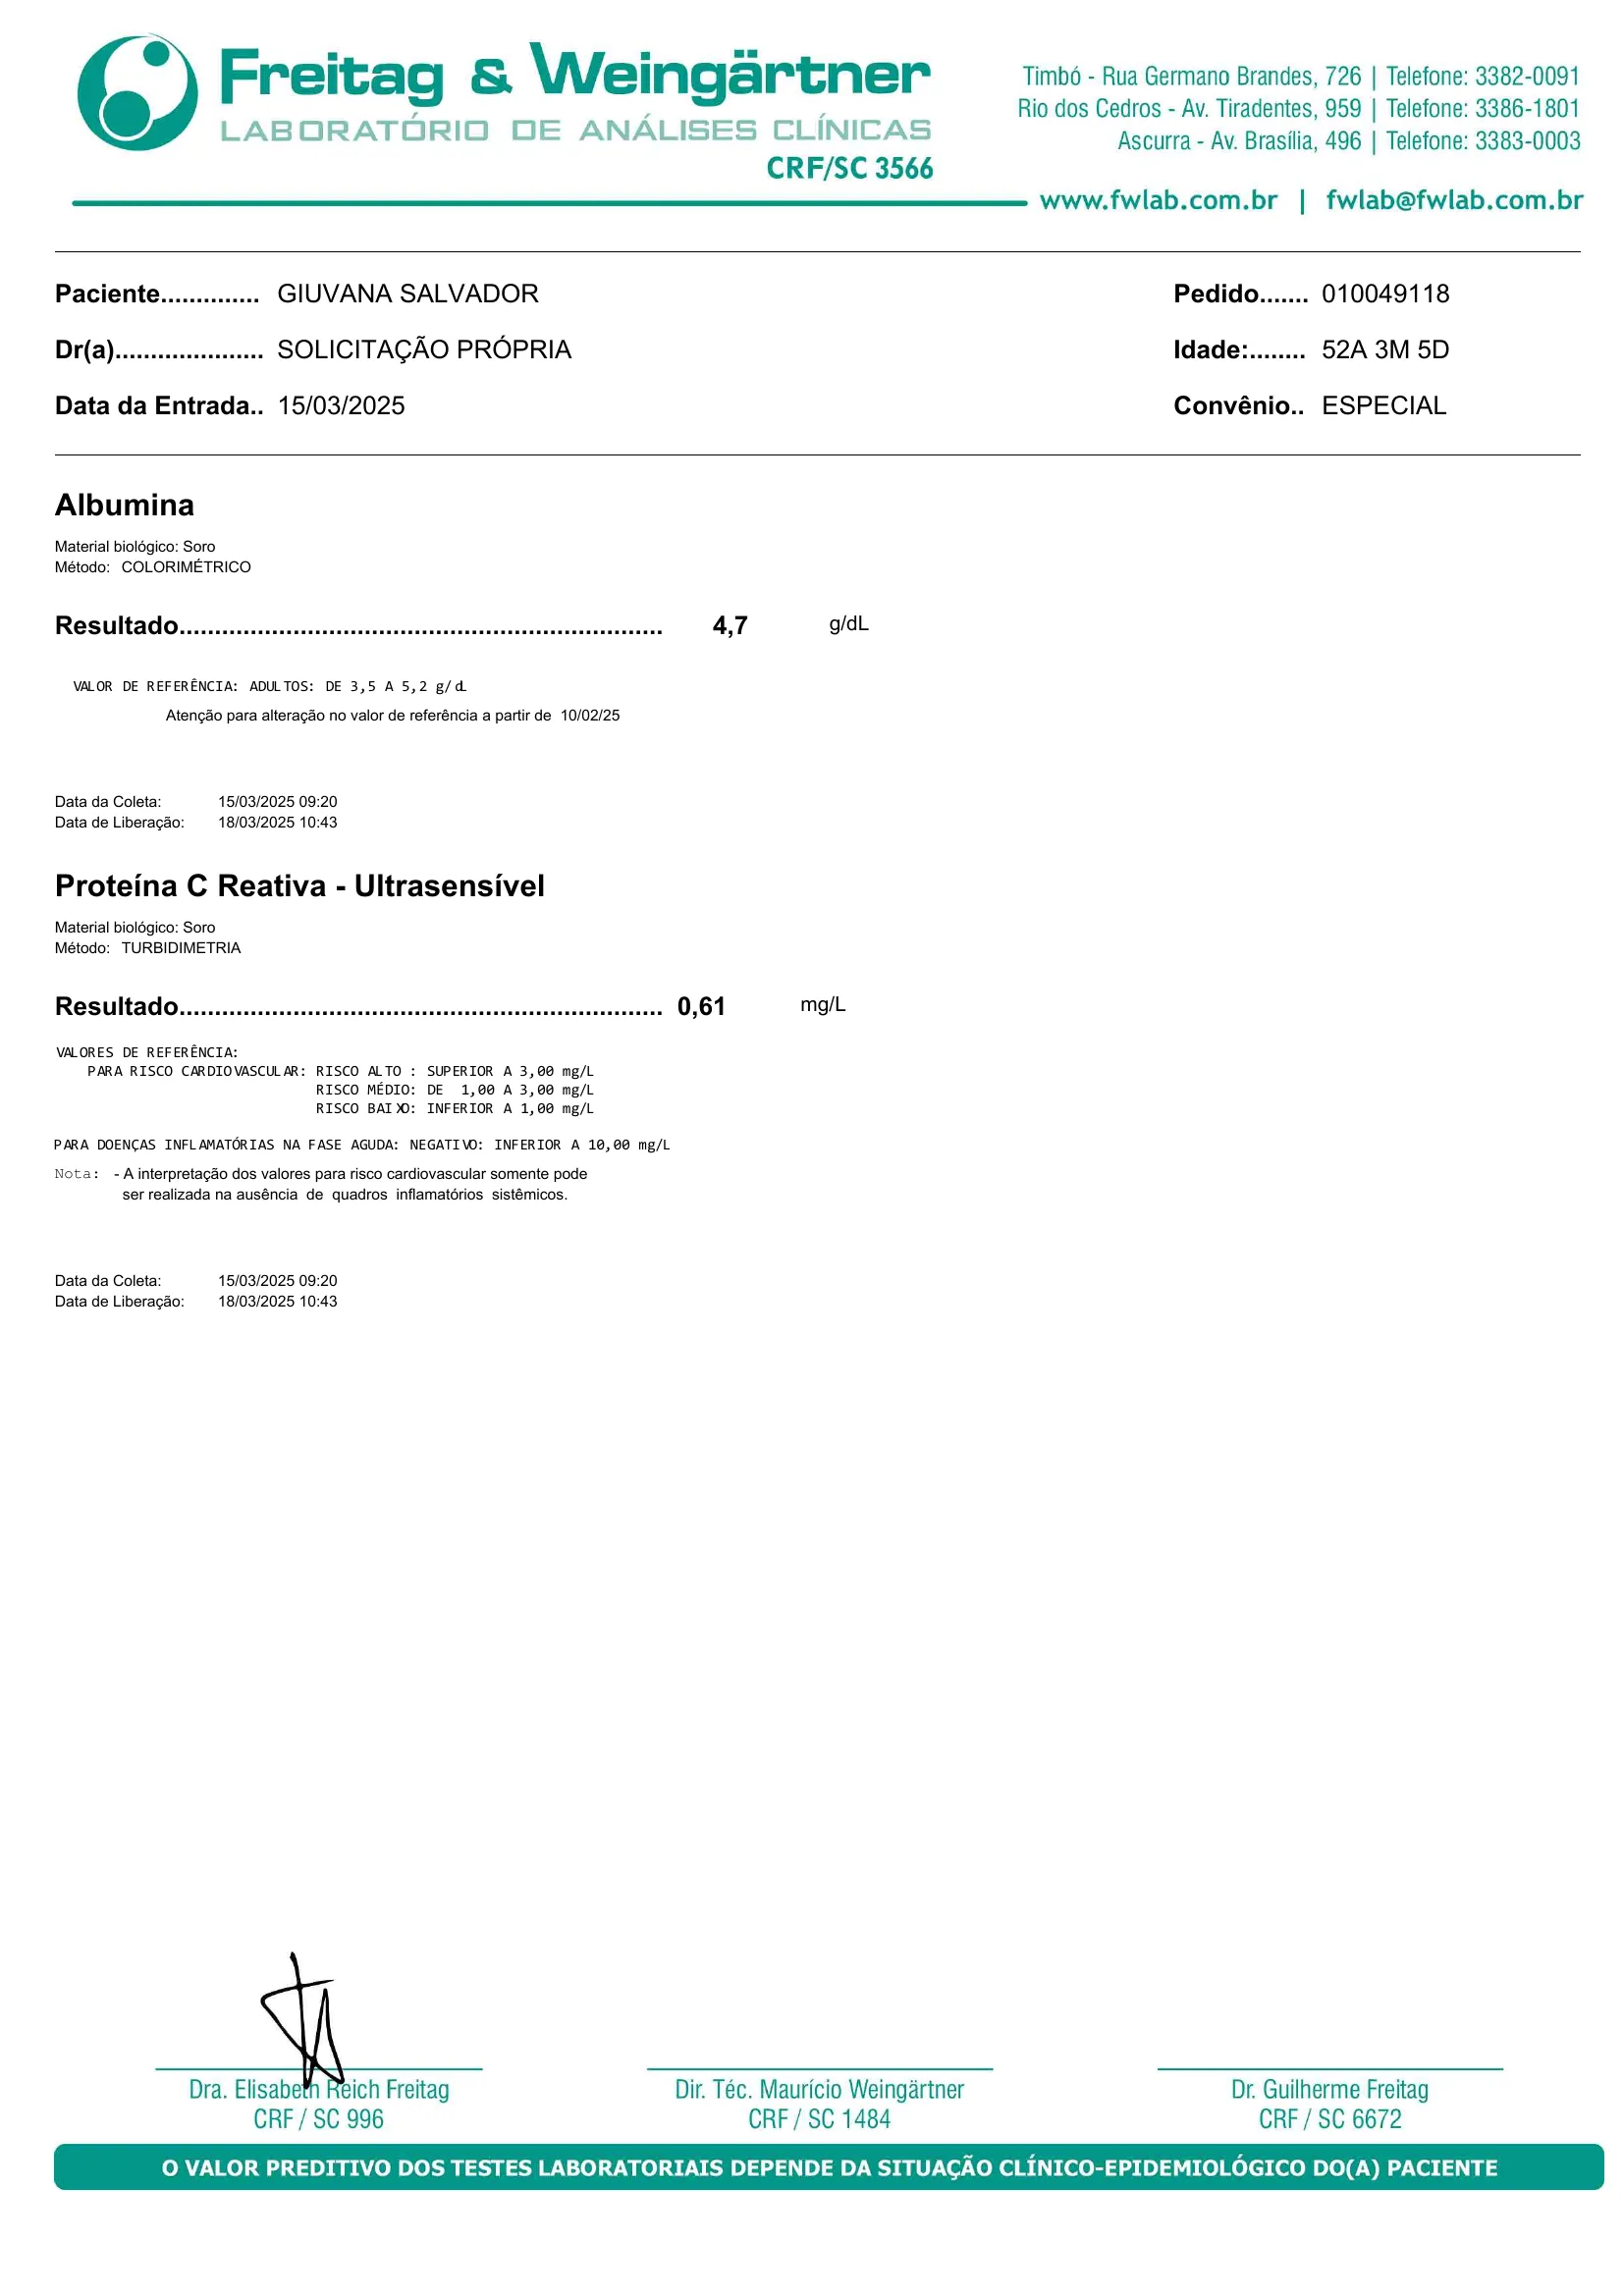 Freitag & Weingärtner
LABORATÓRIO DE ANÁLISES CLÍNICAS
CRF/SC 3566
Timbó - Rua Germano Brandes, 726 | Telefone: 3382-0091
Rio dos Cedros - Av. Tiradentes, 959 | Telefone: 3386-1801
Ascurra - Av. Brasília, 496 | Telefone: 3383-0003
www.fwlab.com.br | fwlab@fwlab.com.br
Paciente.............. GIUVANA SALVADOR Pedido....... 010049118
Dr(a)..................... SOLICITAÇÃO PRÓPRIA Idade:........ 52A 3M 5D
Data da Entrada.. 15/03/2025 Convênio.. ESPECIAL
Albumina
Material biológico: Soro
Método: COLORIMÉTRICO
Resultado.................................................................... 4,7 g/dL
VALOR DE REFERÊNCIA: ADULTOS: DE 3,5 A 5,2 g/dL
Atenção para alteração no valor de referência a partir de 10/02/25
Data da Coleta: 15/03/2025 09:20
Data de Liberação: 18/03/2025 10:43
Proteína C Reativa - Ultrasensível
Material biológico: Soro
Método: TURBIDIMETRIA
Resultado.................................................................... 0,61 mg/L
VALORES DE REFERÊNCIA:
PARA RISCO CARDIOVASCULAR: RISCO ALTO : SUPERIOR A 3,00 mg/L
RISCO MÉDIO: DE 1,00 A 3,00 mg/L
RISCO BAIXO: INFERIOR A 1,00 mg/L
PARA DOENÇAS INFLAMATÓRIAS NA FASE AGUDA: NEGATIVO: INFERIOR A 10,00 mg/L
Nota: - A interpretação dos valores para risco cardiovascular somente pode
ser realizada na ausência de quadros inflamatórios sistêmicos.
Data da Coleta: 15/03/2025 09:20
Data de Liberação: 18/03/2025 10:43
Dra. Elisabeth Reich Freitag
CRF / SC 996
Dir. Téc. Maurício Weingärtner
CRF / SC 1484
Dr. Guilherme Freitag
CRF / SC 6672
O VALOR PREDITIVO DOS TESTES LABORATORIAIS DEPENDE DA SITUAÇÃO CLÍNICO-EPIDEMIOLÓGICO DO(A) PACIENTE